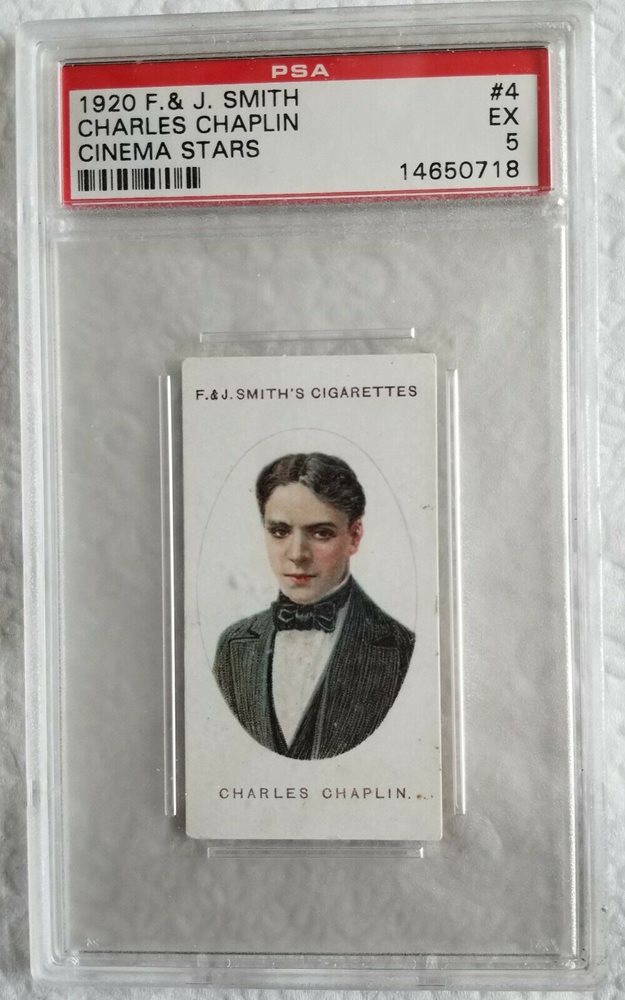 PSA
1920 F.& J. SMITH #4
CHARLES CHAPLIN EX
CINEMA STARS 5
14650718
F.&J.SMITH'S CIGARETTES
CHARLES CHAPLIN.